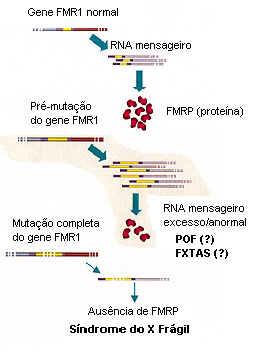 Gene FMR1 normal
RNA mensageiro
FMRP (proteína)
Pré-mutação
do gene FMR1
RNA mensageiro
excesso/anormal
POF (?)
FXTAS (?)
Mutação completa
do gene FMR1
Ausência de FMRP
Síndrome do X Frágil